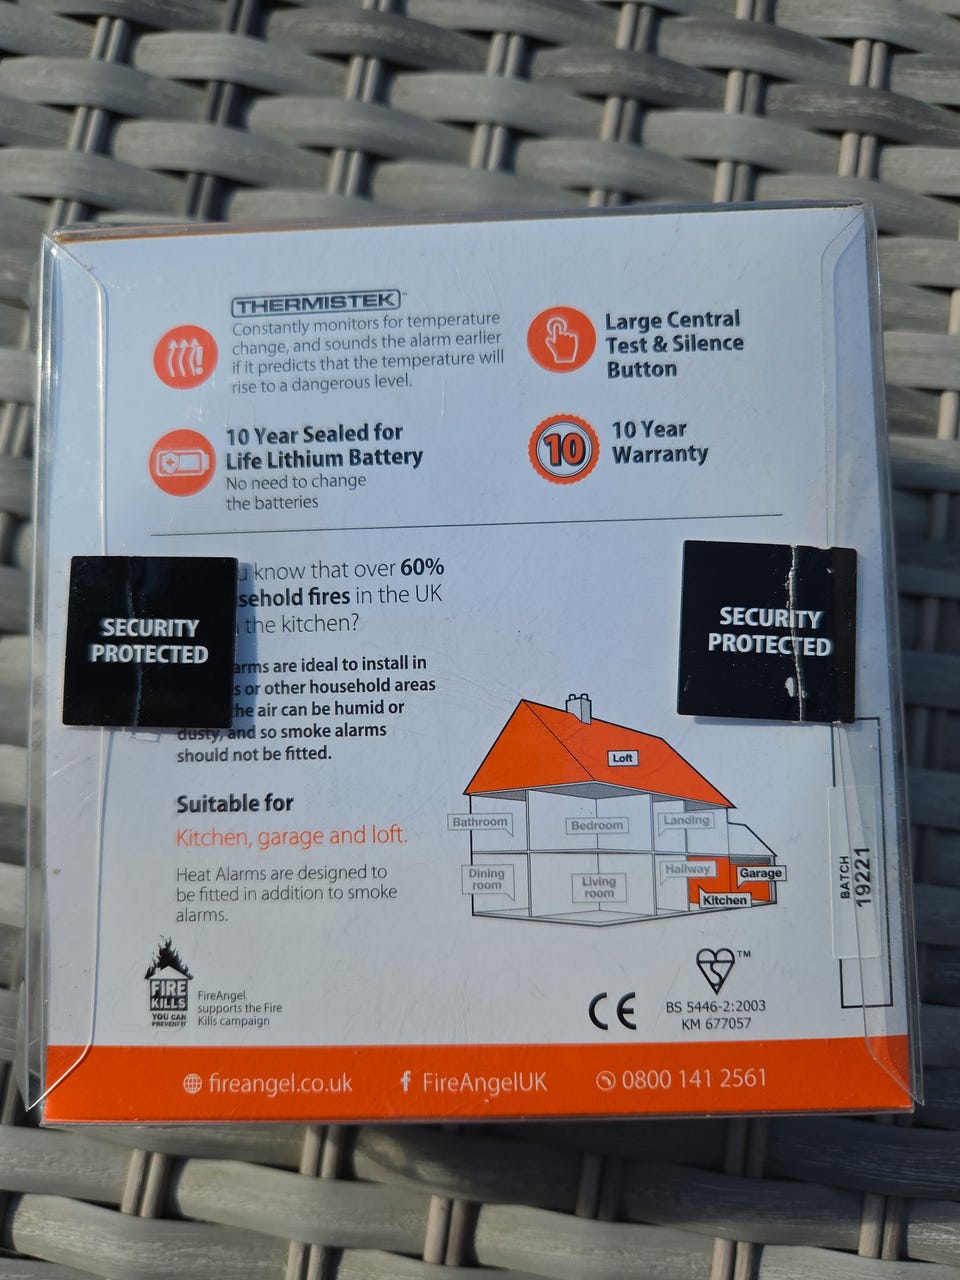 THERMISTEK
Constantly monitors for temperature
change, and sounds the alarm earlier
if it predicts that the temperature will
rise to a dangerous level.
Large Central
Test & Silence
Button
10 Year Sealed for
Life Lithium Battery
No need to change
the batteries
10
10 Year
Warranty
know that over 60%
sehold fires in the UK
the kitchen?
SECURITY
PROTECTED
SECURITY
PROTECTED
arms are ideal to install in
s or other household areas
he air can be humid or
dusty, and so smoke alarms
should not be fitted.
Suitable for
Kitchen, garage and loft.
Heat Alarms are designed to
be fitted in addition to smoke
alarms.
Loft
Bathroom
Bedroom
Landing
Dining
room
Living
room
Hallway
Garage
Kitchen
BATCH
19221
FIRE
KILLS
YOU CAN
PREVENT IT
FireAngel
supports the Fire
Kills campaign
CE
TM
BS 5446-2:2003
KM 677057
fireangel.co.uk
FireAngelUK
0800 141 2561